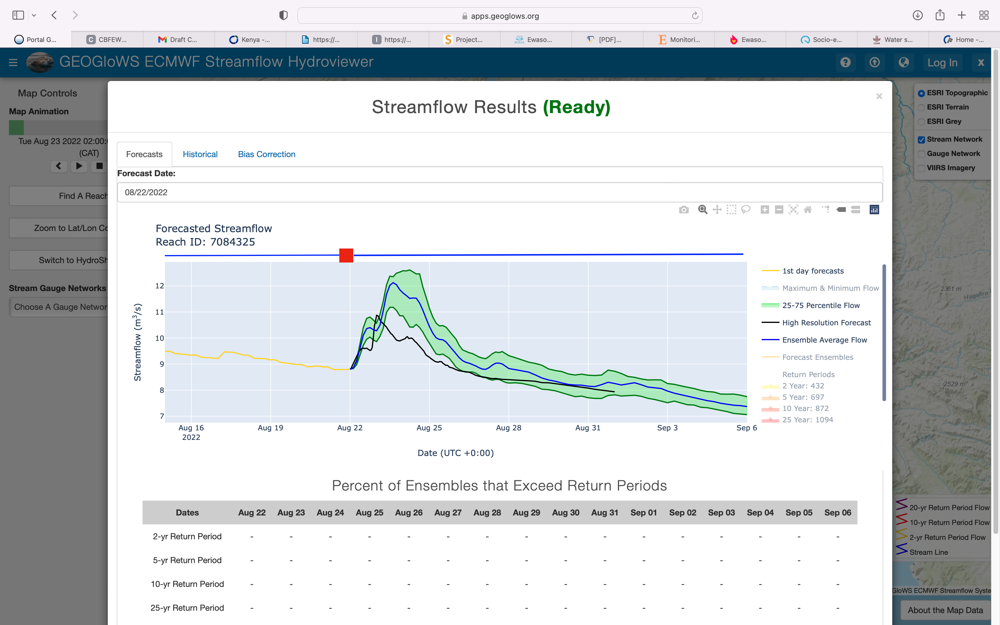 apps.geoglows.org
Portal G...
C CBFEW...
Draft C...
Kenya -...
https://...
I https://...
Project...
ECOLEX Ewaso...
[PDF]...
E Monitori...
Ewaso...
Socio-e...
CGIAR Water s...
Home -...
GEOGloWS ECMWF Streamflow Hydroviewer
Log In
x
Map Controls
Map Animation
Tue Aug 23 2022 02:00:
(CAT)
Find A Reach
Zoom to Lat/Lon Co
Switch to HydroSh
Stream Gauge Networks
Choose A Gauge Networ
Streamflow Results (Ready)
×
Forecasts
Historical
Bias Correction
Forecast Date:
08/22/2022
Forecasted Streamflow
Reach ID: 7084325
Streamflow (m³/s)
12
11
10
9
8
7
Aug 16
2022
Aug 19
Aug 22
Aug 25
Aug 28
Aug 31
Sep 3
Sep 6
Date (UTC +0:00)
1st day forecasts
Maximum & Minimum Flow
25-75 Percentile Flow
High Resolution Forecast
Ensemble Average Flow
Forecast Ensembles
Return Periods
2 Year: 432
5 Year: 697
10 Year: 872
25 Year: 1094
Percent of Ensembles that Exceed Return Periods
Dates Aug 22 Aug 23 Aug 24 Aug 25 Aug 26 Aug 27 Aug 28 Aug 29 Aug 30 Aug 31 Sep 01 Sep 02 Sep 03 Sep 04 Sep 05 Sep 06
2-yr Return Period - - - - - - - - - - - - - - - -
5-yr Return Period - - - - - - - - - - - - - - - -
10-yr Return Period - - - - - - - - - - - - - - - -
25-yr Return Period - - - - - - - - - - - - - - - -
ESRI Topographic
ESRI Terrain
ESRI Grey
Stream Network
Gauge Network
VIIRS Imagery
2361 m
Hagafiro
2529 m
20-yr Return Period Flow
10-yr Return Period Flow
2-yr Return Period Flow
Stream Line
GloWS ECMWF Streamflow Syste
About the Map Data